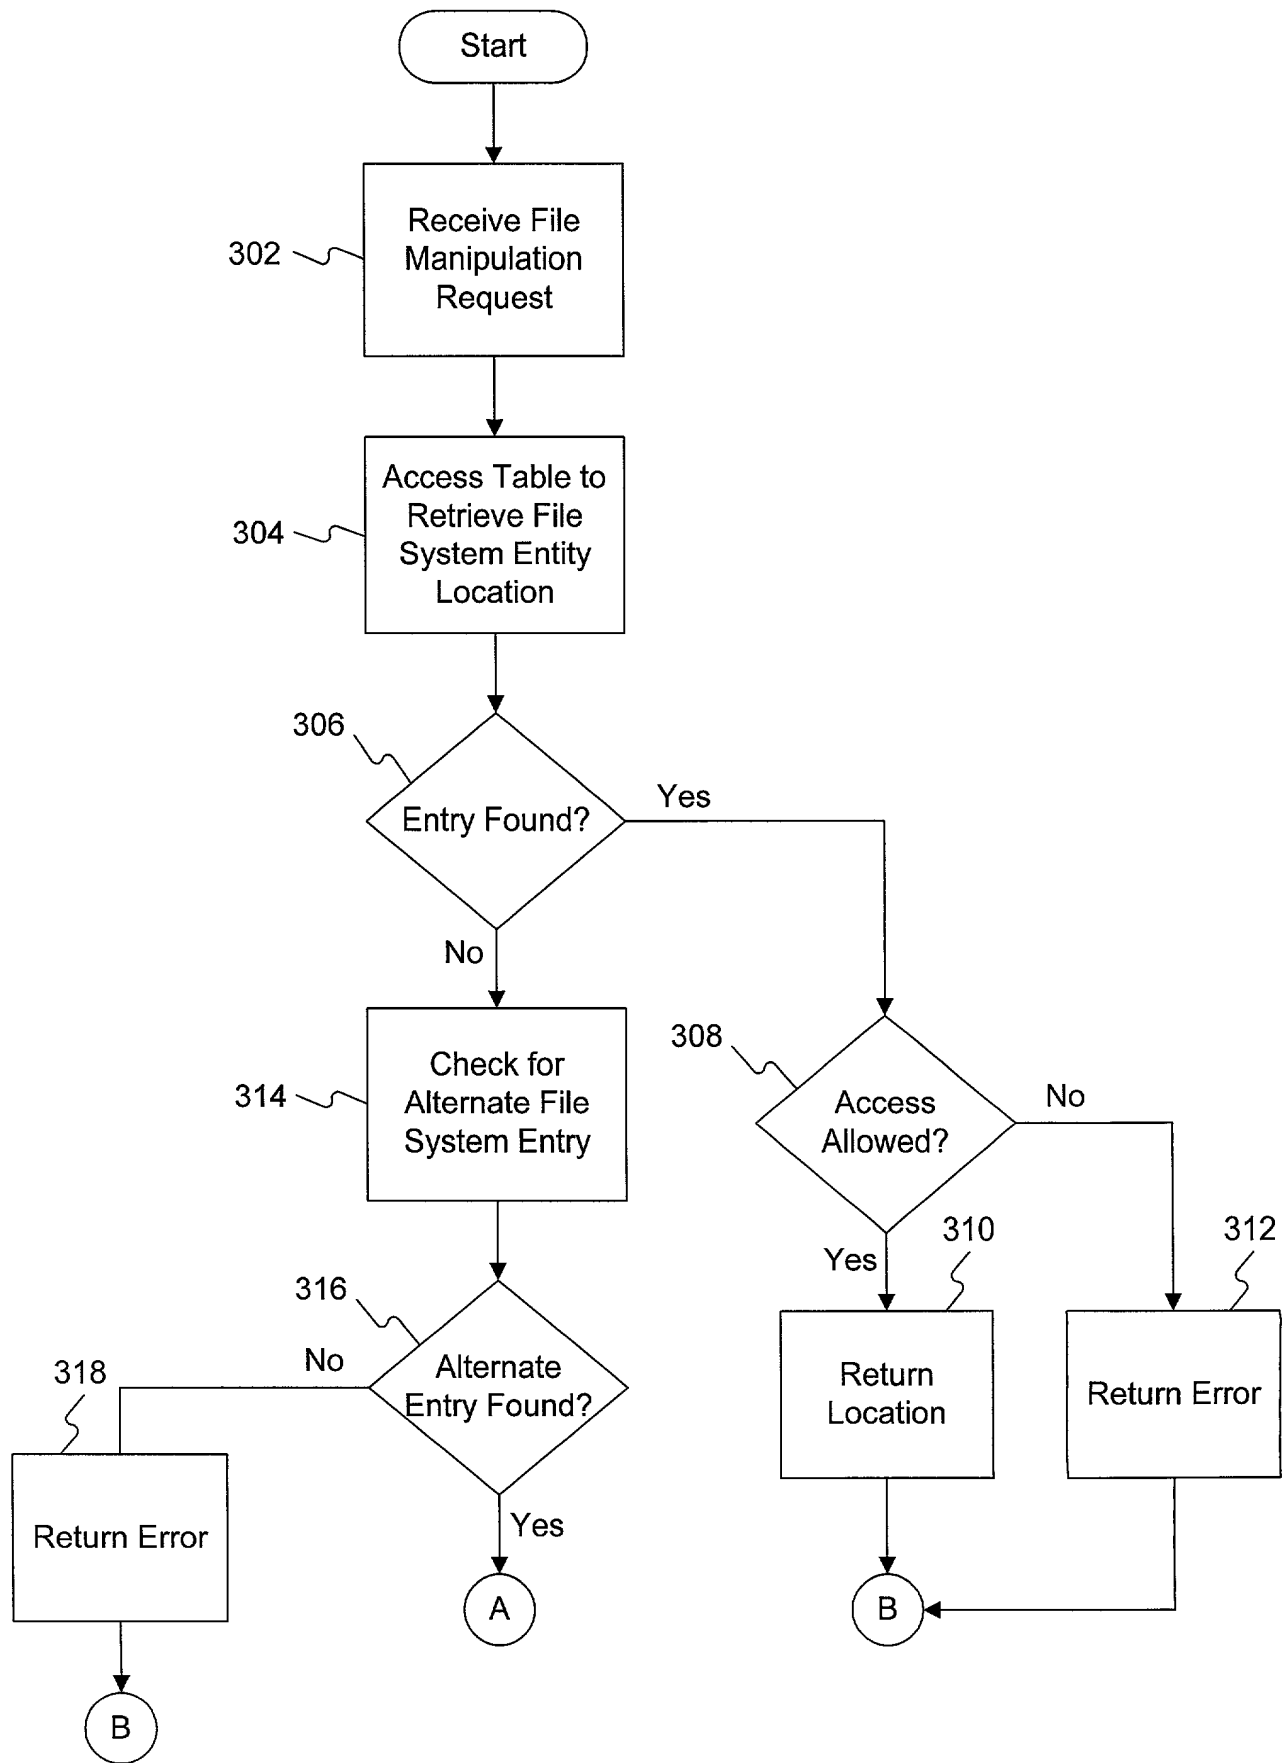 Start
302
Receive File
Manipulation
Request
304
Access Table to
Retrieve File
System Entity
Location
306
Entry Found?
Yes
No
314
Check for
Alternate File
System Entry
308
Access
Allowed?
No
Yes
310
312
316
Alternate
Entry Found?
No
318
Return
Location
Return Error
Return Error
Yes
A
B
B